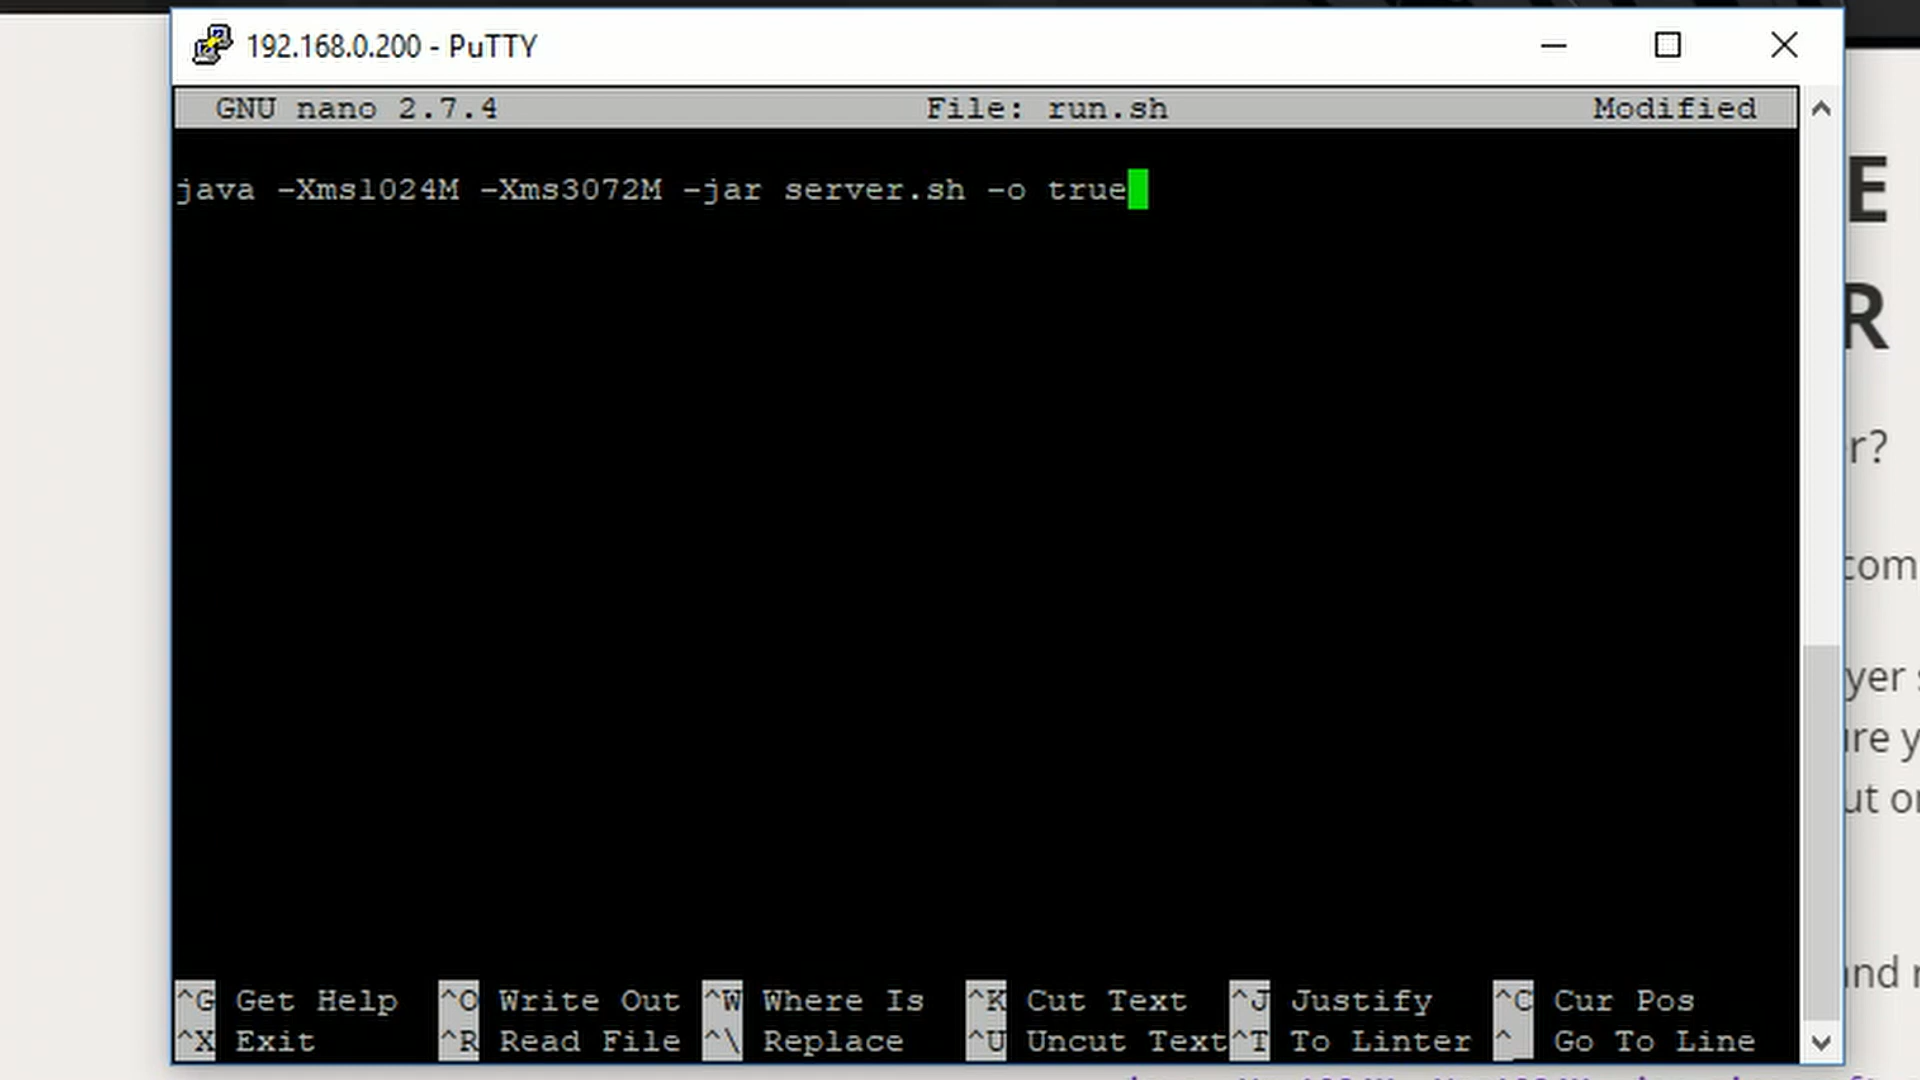 192.168.0.200 - PuTTY
GNU nano 2.7.4 File: run.sh Modified
java -Xms1024M -Xms3072M -jar server.sh -o true
^G Get Help ^O Write Out ^W Where Is ^K Cut Text ^J Justify ^C Cur Pos
^X Exit ^R Read File ^\ Replace ^U Uncut Text ^T To Linter ^_ Go To Line
E
R
r?
com
yer s
ure y
ut or
nd r